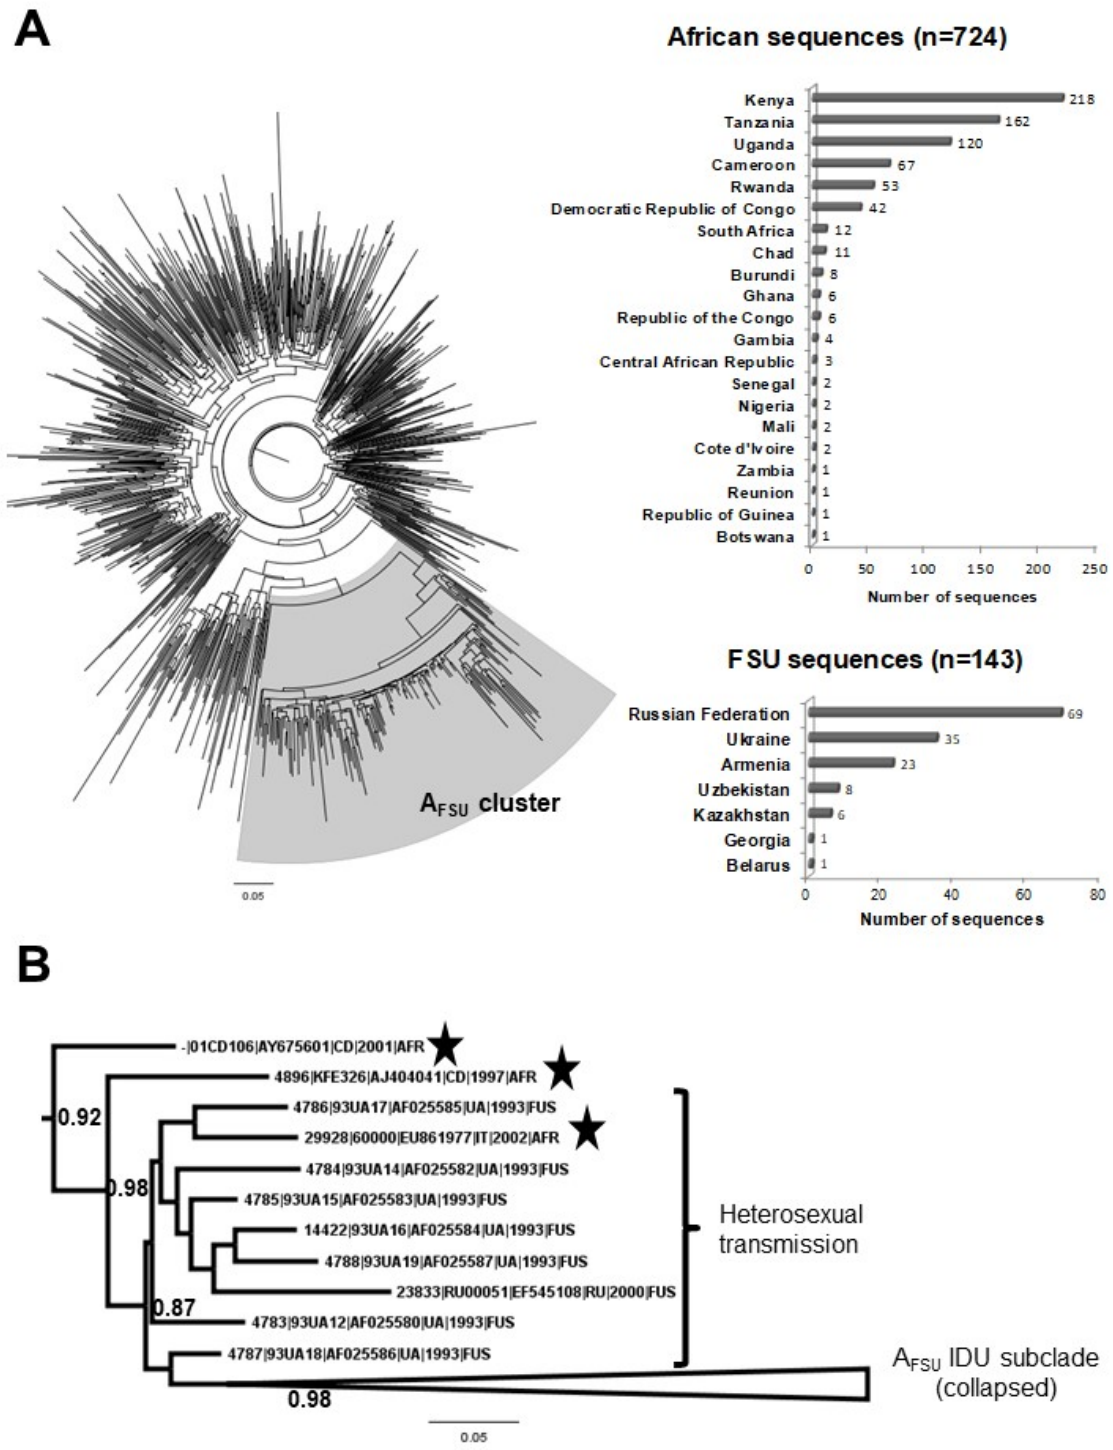 A
African sequences (n=724)
Kenya 218
Tanzania 162
Uganda 120
Cameroon 67
Rwanda 53
Democratic Republic of Congo 42
South Africa 12
Chad 11
Burundi 8
Ghana 6
Republic of the Congo 6
Gambia 4
Central African Republic 3
Senegal 2
Nigeria 2
Mali 2
Cote d'Ivoire 2
Zambia 1
Reunion 1
Republic of Guinea 1
Botswana 1
0 50 100 150 200 250
Number of sequences
FSU sequences (n=143)
Russian Federation 69
Ukraine 35
Armenia 23
Uzbekistan 8
Kazakhstan 6
Georgia 1
Belarus 1
0 20 40 60 80
Number of sequences
AFSU cluster
0.05
B
-|01CD106|AY675601|CD|2001|AFR
4896|KFE326|AJ404041|CD|1997|AFR
4786|93UA17|AF025585|UA|1993|FUS
0.92
29928|60000|EU861977|IT|2002|AFR
4784|93UA14|AF025582|UA|1993|FUS
0.98
4785|93UA15|AF025583|UA|1993|FUS
14422|93UA16|AF025584|UA|1993|FUS
4788|93UA19|AF025587|UA|1993|FUS
23833|RU00051|EF545108|RU|2000|FUS
0.87
4783|93UA12|AF025580|UA|1993|FUS
4787|93UA18|AF025586|UA|1993|FUS
0.98
Heterosexual
transmission
AFSU IDU subclade
(collapsed)
0.05